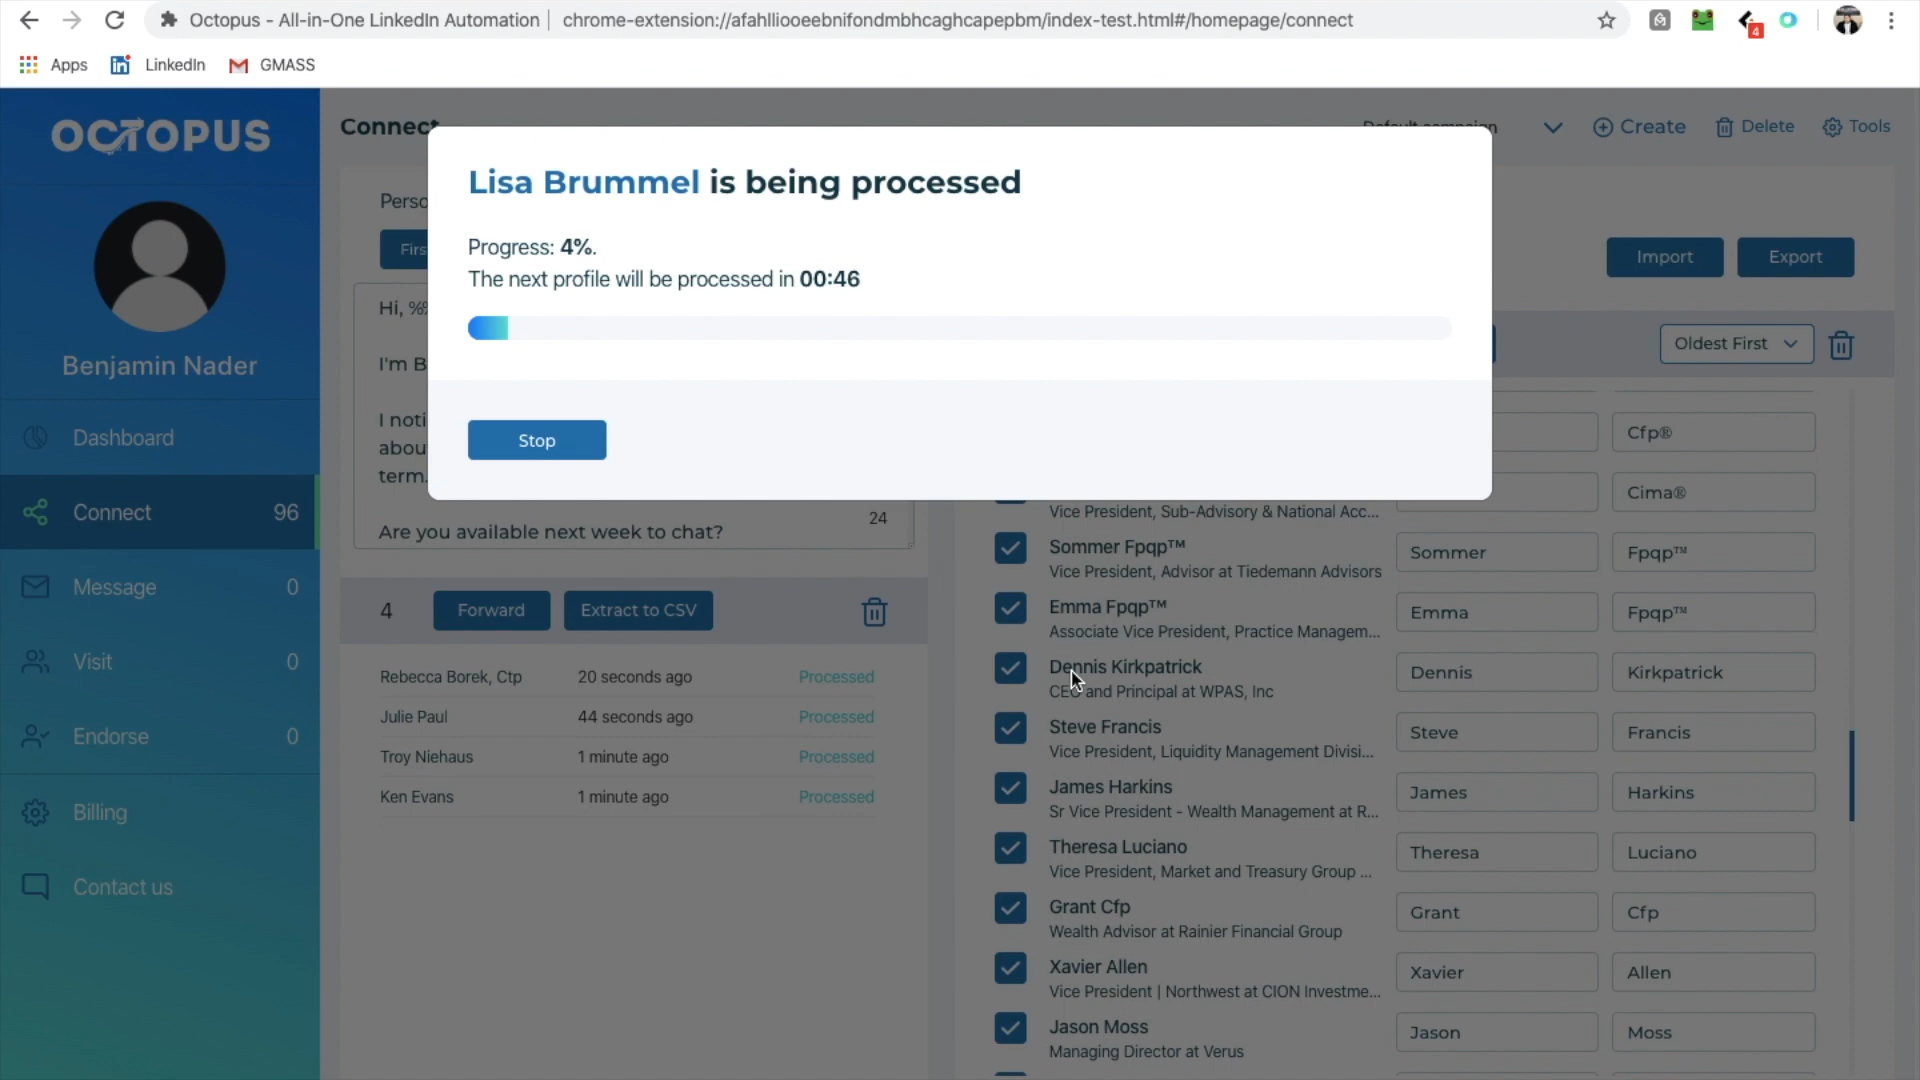 Octopus - All-in-One LinkedIn Automation
chrome-extension://afahlliooeebnifondmbhcaghcapepbm/index-test.html#/homepage/connect
4
Apps
LinkedIn
GMASS
OCTOPUS
Benjamin Nader
Dashboard
Connect 96
Message 0
Visit 0
Endorse 0
Billing
Contact us
Connect
Default campaign
Create
Delete
Tools
Lisa Brummel is being processed
Progress: 4%.
The next profile will be processed in 00:46
Stop
Import
Export
Hi,
I'm B
I noti
abou
term.
Are you available next week to chat?
24
4
Forward
Extract to CSV
Rebecca Borek, Ctp 20 seconds ago Processed
Julie Paul 44 seconds ago Processed
Troy Niehaus 1 minute ago Processed
Ken Evans 1 minute ago Processed
Oldest First
Cfp®
Cima®
Vice President, Sub-Advisory & National Acc...
Sommer Fpqp™
Vice President, Advisor at Tiedemann Advisors
Sommer
Fpqp™
Emma Fpqp™
Associate Vice President, Practice Managem...
Emma
Fpqp™
Dennis Kirkpatrick
CEO and Principal at WPAS, Inc
Dennis
Kirkpatrick
Steve Francis
Vice President, Liquidity Management Divisi...
Steve
Francis
James Harkins
Sr Vice President - Wealth Management at R...
James
Harkins
Theresa Luciano
Vice President, Market and Treasury Group ...
Theresa
Luciano
Grant Cfp
Wealth Advisor at Rainier Financial Group
Grant
Cfp
Xavier Allen
Vice President | Northwest at CION Investme...
Xavier
Allen
Jason Moss
Managing Director at Verus
Jason
Moss